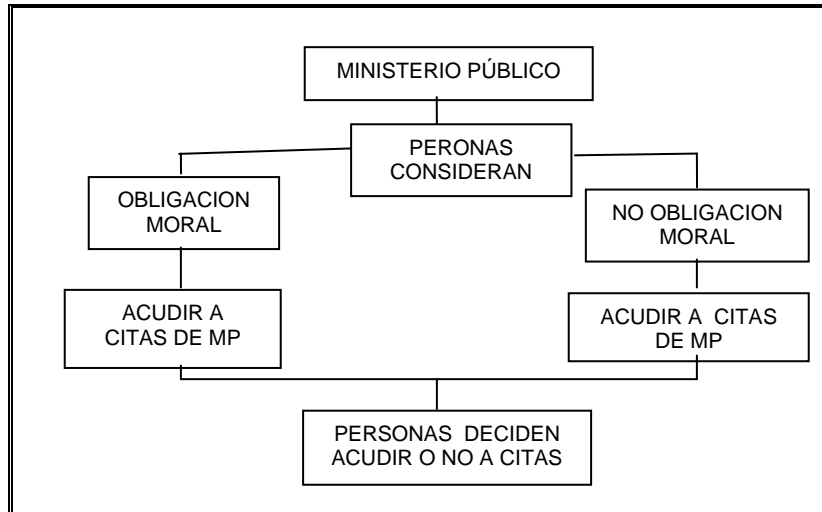 MINISTERIO PÚBLICO
PERONAS
CONSIDERAN
OBLIGACION
MORAL
NO OBLIGACION
MORAL
ACUDIR A
CITAS DE MP
ACUDIR A CITAS
DE MP
PERSONAS DECIDEN
ACUDIR O NO A CITAS